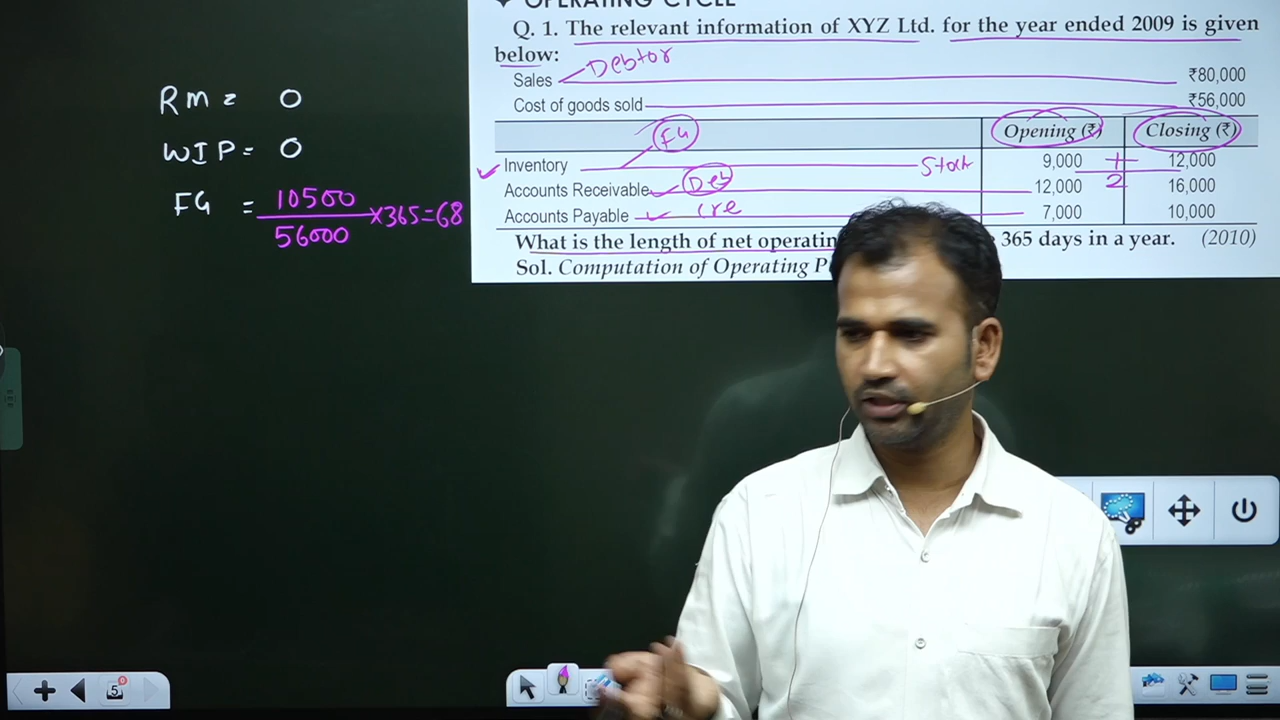 OPERATING CYCLE
Q. 1. The relevant information of XYZ Ltd. for the year ended 2009 is given
below: Debtor
Sales ₹80,000
Cost of goods sold ₹56,000
FG Opening (₹) Closing (₹)
Inventory Stock 9,000 + 12,000
Accounts Receivable Deb 12,000 2 16,000
Accounts Payable Cre 7,000 10,000
What is the length of net operatin 365 days in a year. (2010)
Sol. Computation of Operating P
RM = 0
WIP = 0
FG = 10500 / 56000 × 365 = 68
5
0